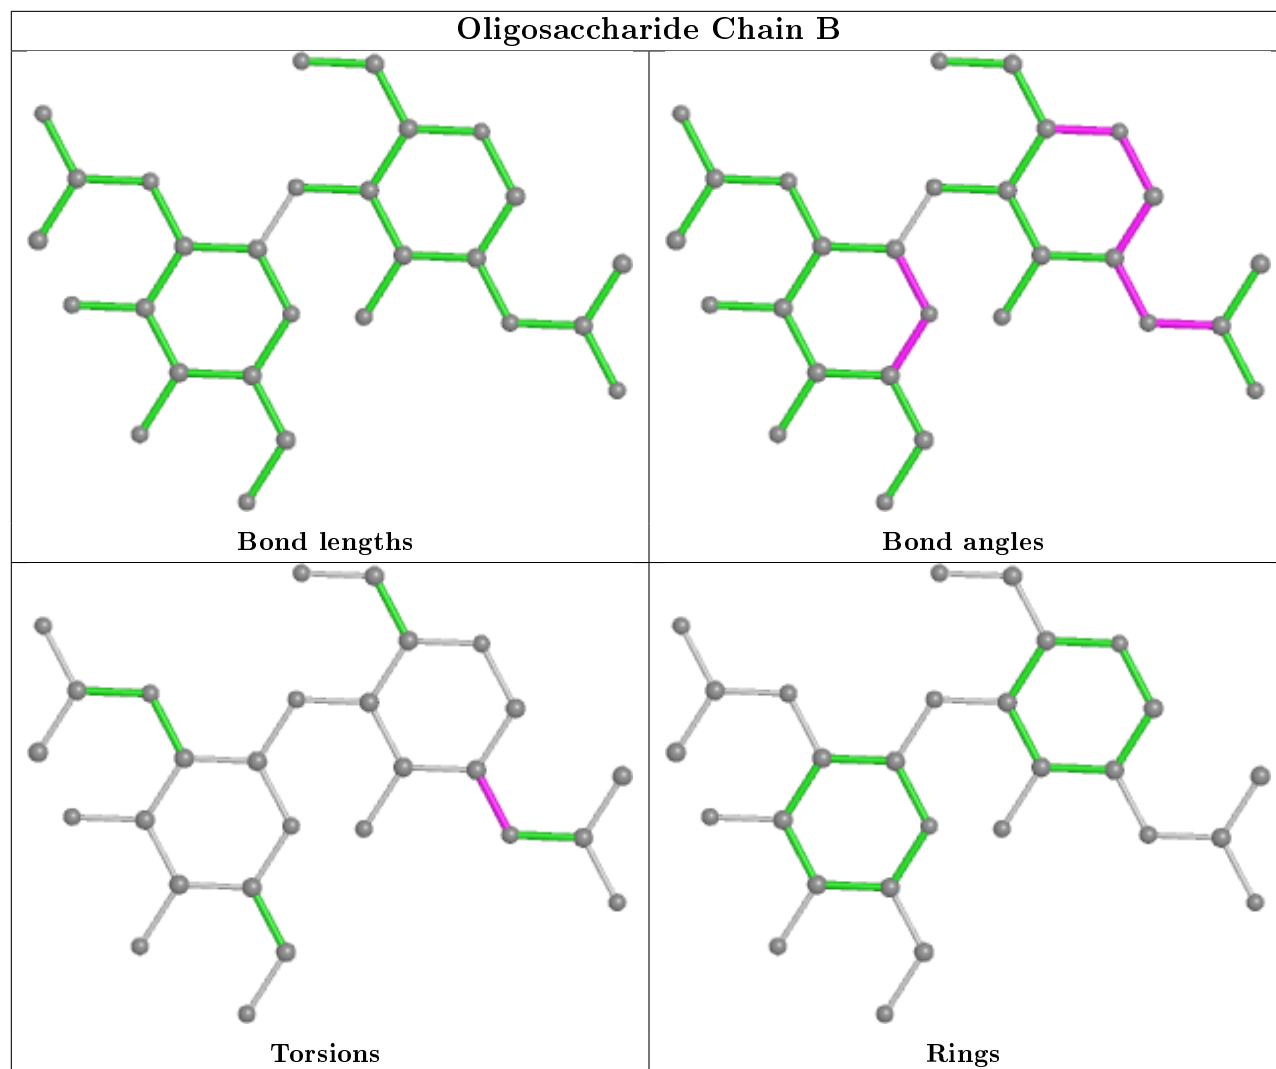 Oligosaccharide Chain B
Bond lengths
Bond angles
Torsions
Rings